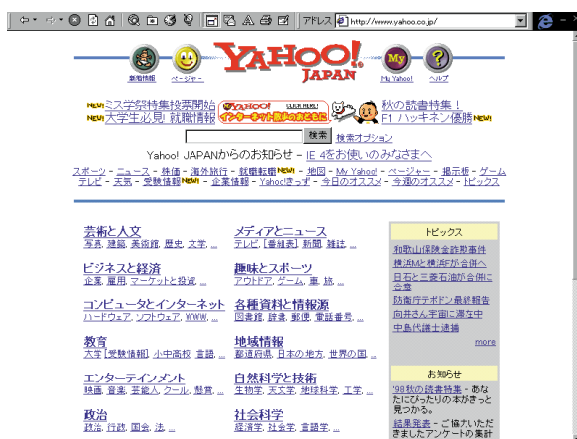 アドレス http://www.yahoo.co.jp/
YAHOO! JAPAN
新着情報 ページャー My Yahoo! ヘルプ
My
?
NEW! ミス学祭特集投票開始
NEW! 大学生必見! 就職情報
YAHOO! CLICK HERE!
インターネット散歩のおともに
秋の読書特集!
F1 ハッキネン優勝 NEW!
検索 検索オプション
Yahoo! JAPANからのお知らせ - IE 4をお使いのみなさまへ
スポーツ - ニュース - 株価 - 海外旅行 - 就職転職 NEW! - 地図 - My Yahoo! - ページャー - 掲示板 - ゲーム
テレビ - 天気 - 受験情報 NEW! - 企業情報 - Yahoo!きっず - 今日のオススメ - 今週のオススメ - トピックス
芸術と人文
写真, 建築, 美術館, 歴史, 文学, ...
メディアとニュース
テレビ, [番組表], 新聞, 雑誌, ...
ビジネスと経済
企業, 雇用, マーケットと投資, ...
趣味とスポーツ
アウトドア, ゲーム, 車, 旅, ...
コンピュータとインターネット
ハードウェア, ソフトウェア, WWW, ...
各種資料と情報源
図書館, 辞書, 郵便, 電話番号, ...
教育
大学, [受験情報], 小中高校, 言語, ...
地域情報
都道府県, 日本の地方, 世界の国, ...
エンターテインメント
映画, 音楽, 芸能人, クール, 懸賞, ...
自然科学と技術
生物学, 天文学, 地球科学, 工学, ...
政治
政治, 行政, 国会, 法, ...
社会科学
経済学, 社会学, 言語学, ...
トピックス
和歌山保険金詐欺事件
横浜Mと横浜Fが合併へ
日石と三菱石油が合併に
合意
防衛庁テポドン最終報告
向井さん宇宙に滞在中
中島代議士逮捕
more
お知らせ
'98秋の読書特集 - あな
たにぴったりの本がきっと
見つかる。
結果発表 - ご協力いただ
きましたアンケートの集計